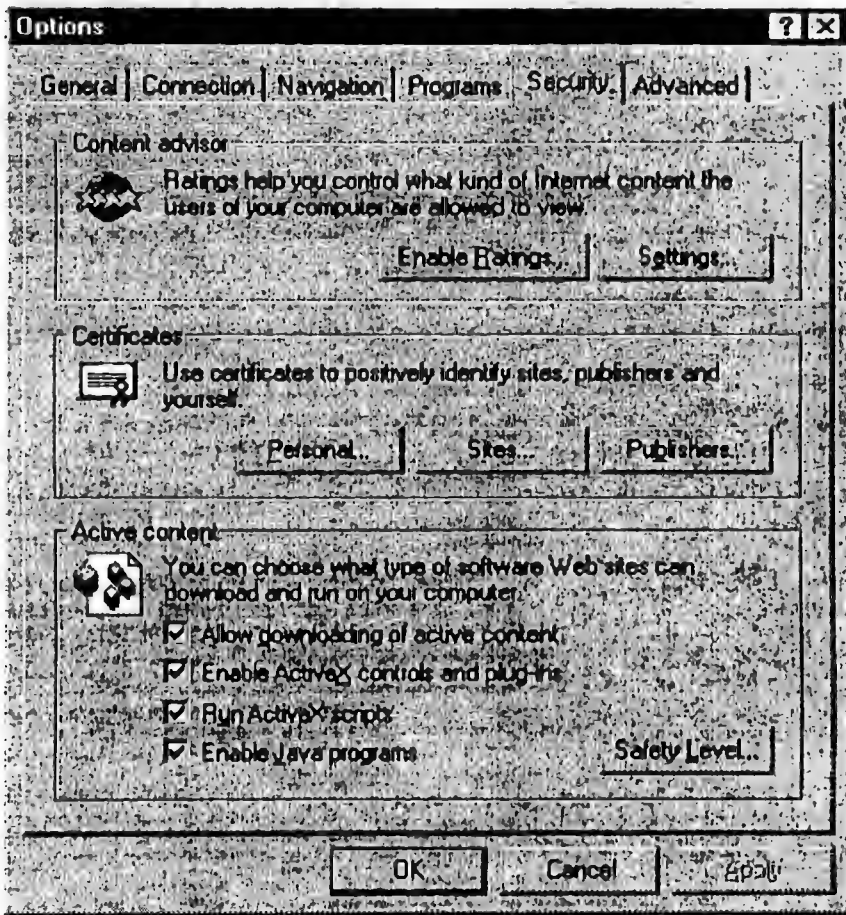 Options
General Connection Navigation Programs Security Advanced
Content advisor
Ratings help you control what kind of Internet content the
users of your computer are allowed to view.
Enable Ratings... Settings...
Certificates
Use certificates to positively identify sites, publishers and
yourself.
Personal... Sites... Publishers...
Active content
You can choose what type of software Web sites can
download and run on your computer.
Allow downloading of active content
Enable ActiveX controls and plug-ins
Run ActiveX scripts
Enable Java programs
Safety Level...
OK Cancel Apply